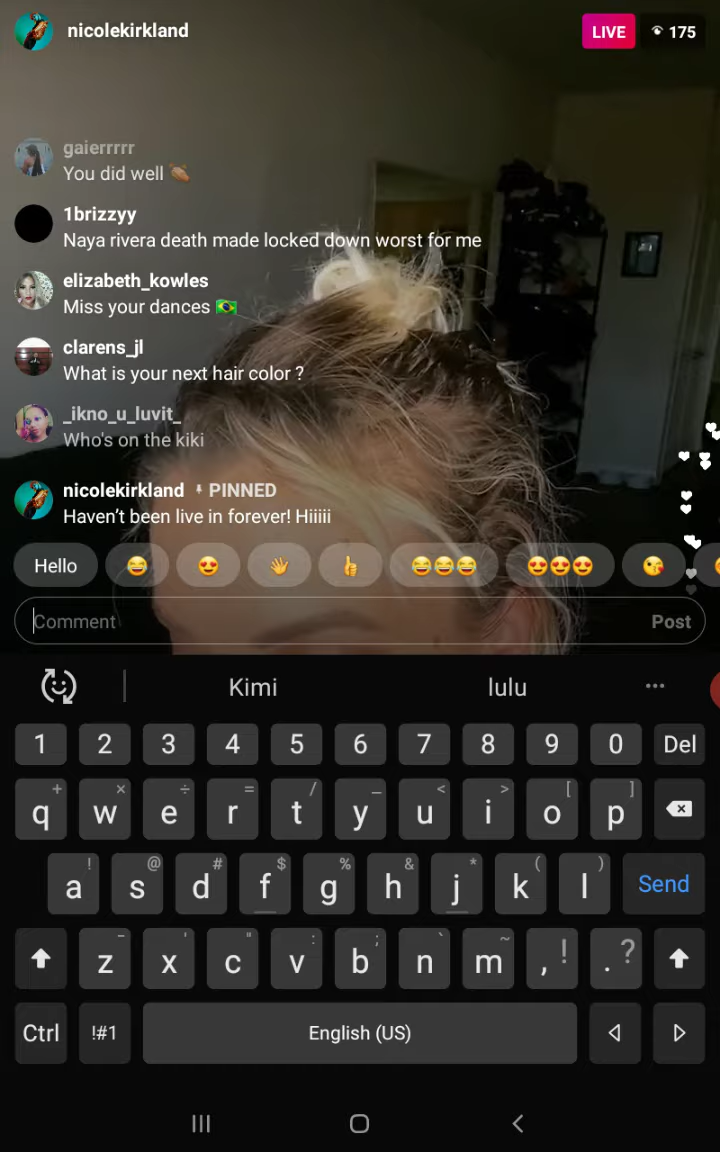 nicolekirkland
LIVE 175
gaierrrrr
You did well
1brizzyy
Naya rivera death made locked down worst for me
elizabeth_kowles
Miss your dances
clarens_jl
What is your next hair color ?
_ikno_u_luvit_
Who's on the kiki
nicolekirkland PINNED
Haven’t been live in forever! Hiiiii
Hello
Comment Post
Kimi lulu ...
1 2 3 4 5 6 7 8 9 0 Del
+ × ÷ = / _ < > [ ]
q w e r t y u i o p
! @ # $ % & * ( )
a s d f g h j k l Send
- ' " : ; ` ~ ! ?
z x c v b n m , .
Ctrl !#1 English (US)